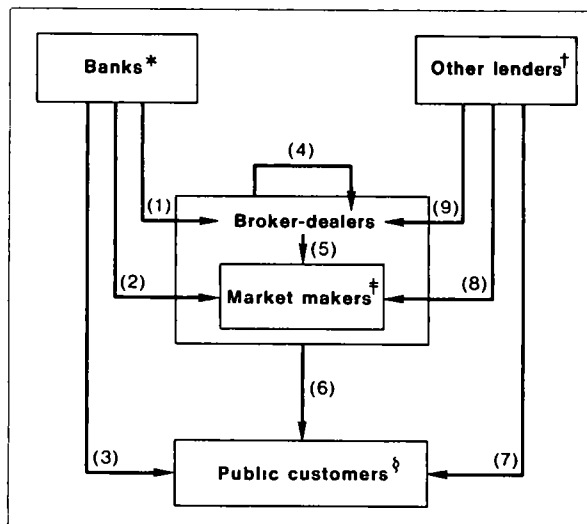 Banks*
Other lenders†
(4)
(1)
Broker-dealers
(9)
(5)
(2)
Market makers‡
(8)
(6)
(3)
Public customers§
(7)